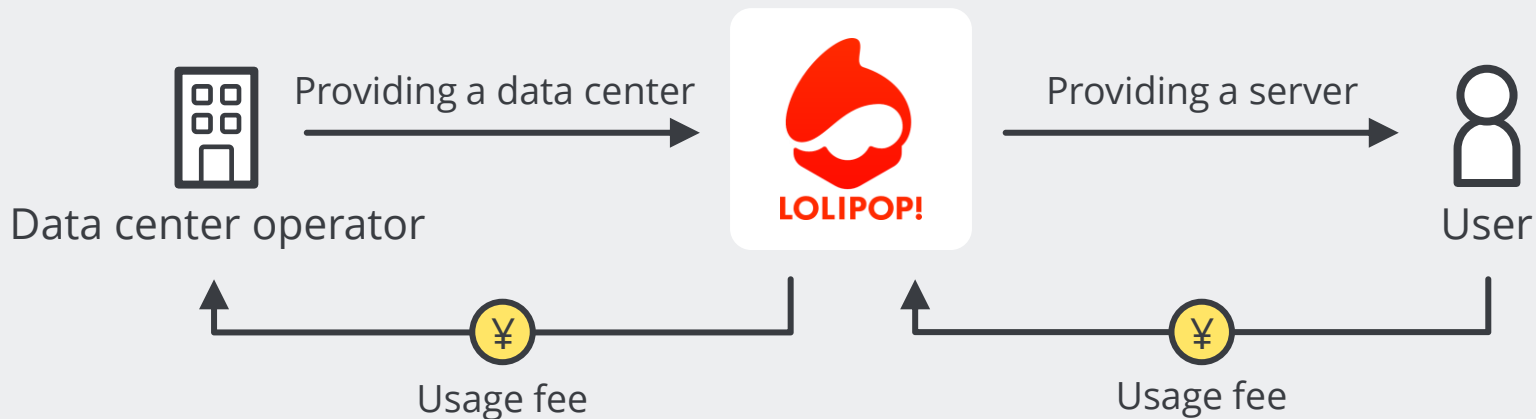 Providing a data center
Providing a server
LOLIPOP!
Data center operator
User
¥
¥
Usage fee
Usage fee